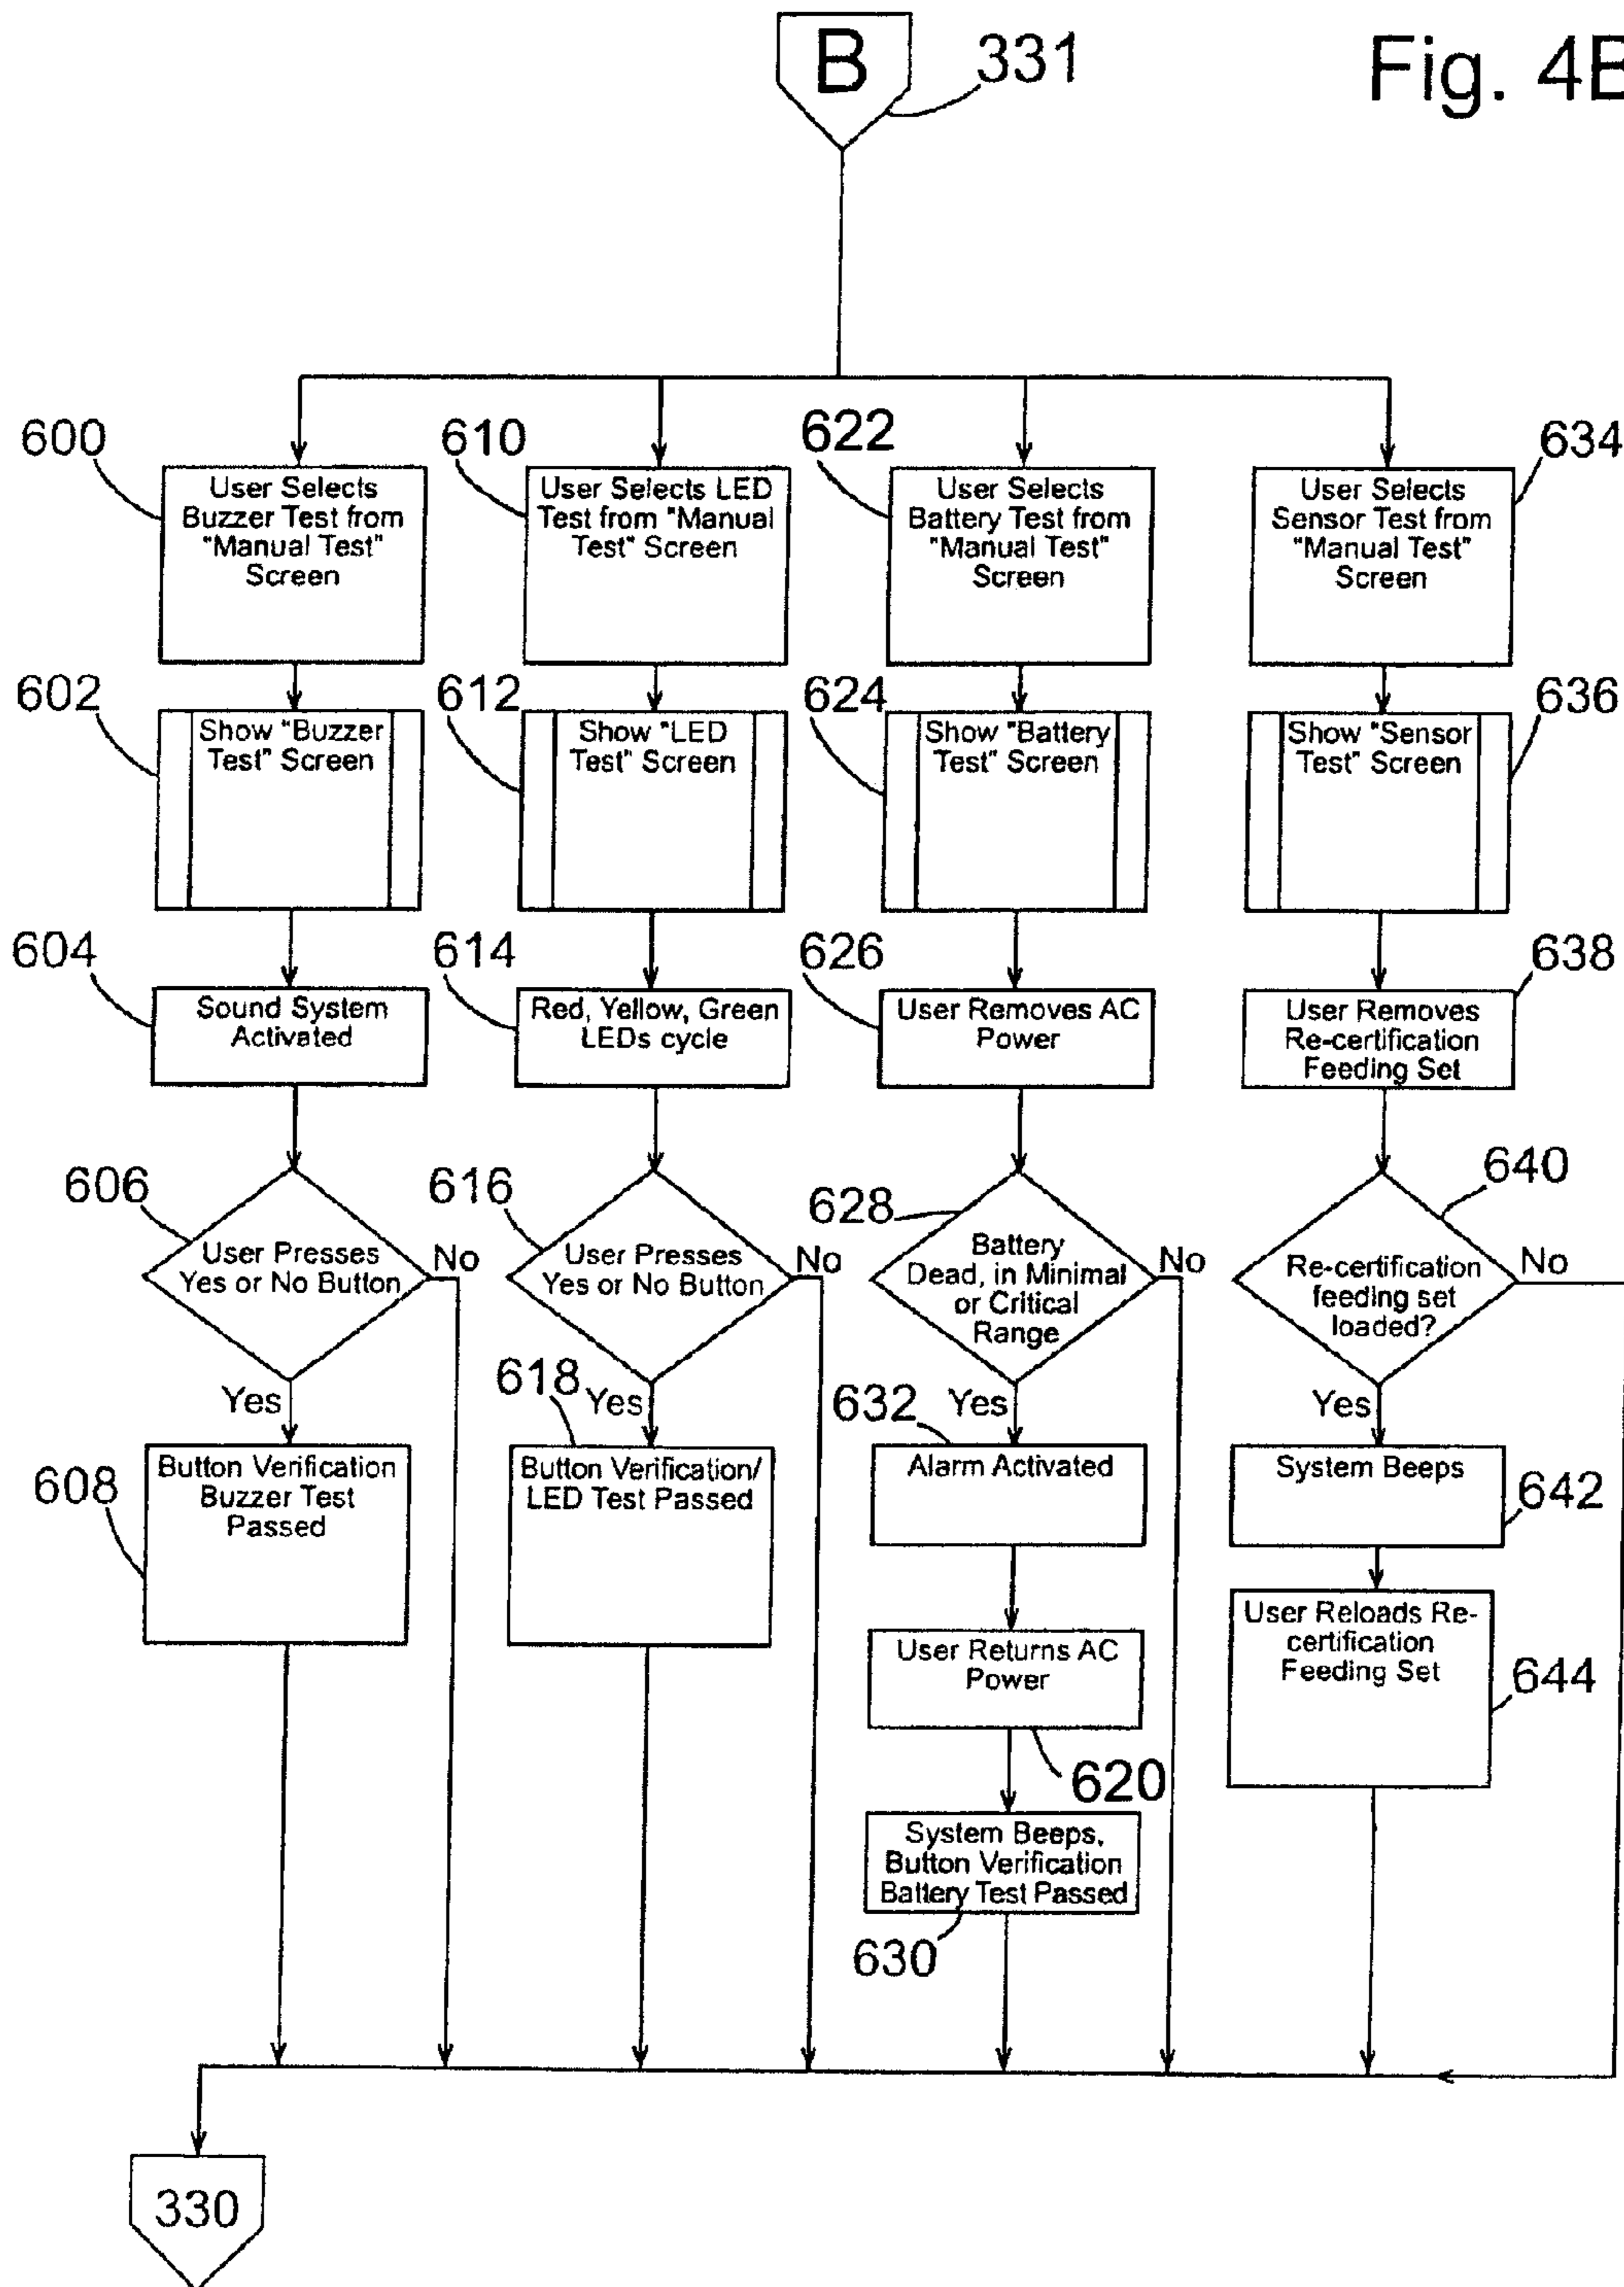 B
331
Fig. 4B
600
User Selects
Buzzer Test from
"Manual Test"
Screen
610
User Selects LED
Test from "Manual
Test" Screen
622
User Selects
Battery Test from
"Manual Test"
Screen
634
User Selects
Sensor Test from
"Manual Test"
Screen
602
Show "Buzzer
Test" Screen
612
Show "LED
Test" Screen
624
Show "Battery
Test" Screen
636
Show "Sensor
Test" Screen
604
Sound System
Activated
614
Red, Yellow, Green
LEDs cycle
626
User Removes AC
Power
638
User Removes
Re-certification
Feeding Set
606
User Presses
Yes or No Button
No
Yes
616
User Presses
Yes or No Button
No
Yes
628
Battery
Dead, in Minimal
or Critical
Range
No
Yes
640
Re-certification
feeding set
loaded?
No
Yes
608
Button Verification
Buzzer Test
Passed
618
Button Verification/
LED Test Passed
632
Alarm Activated
System Beeps
642
User Returns AC
Power
620
User Reloads Re-
certification
Feeding Set
644
System Beeps,
Button Verification
Battery Test Passed
630
330